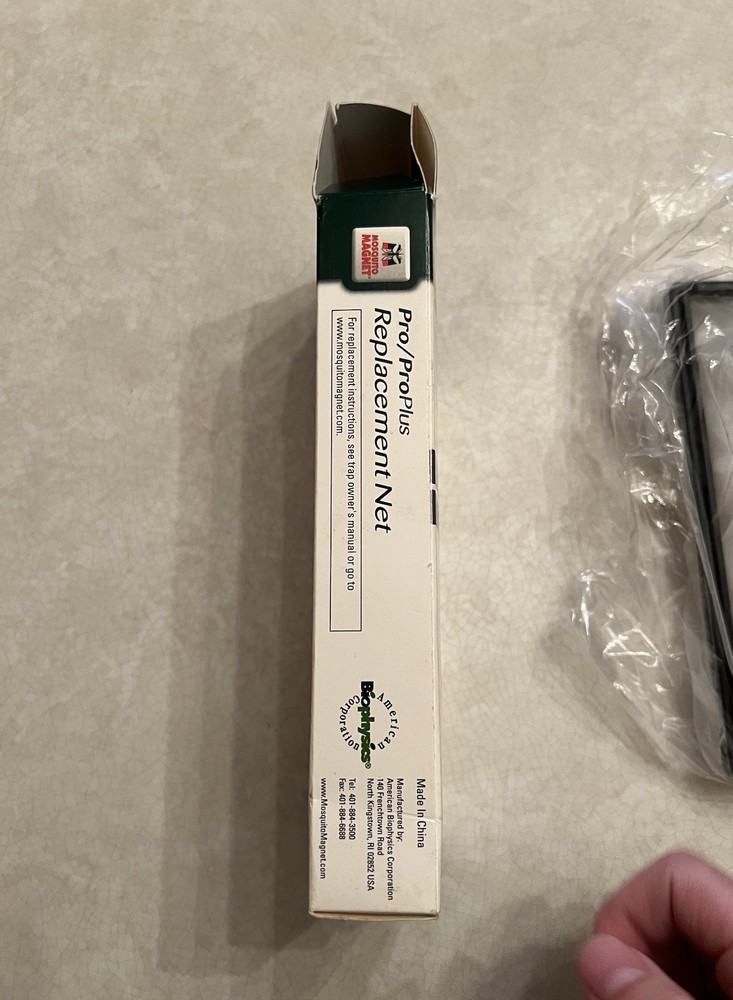 MOSQUITO
MAGNET®
Pro/ProPlus
Replacement Net
For replacement instructions, see trap owner's manual or go to
www.mosquitomagnet.com.
American
Biophysics®
Corporation
Made In China
Manufactured by:
American Biophysics Corporation
140 Frenchtown Road
North Kingstown, RI 02852 USA
Tel: 401-884-3500
Fax: 401-884-6688
www.MosquitoMagnet.com